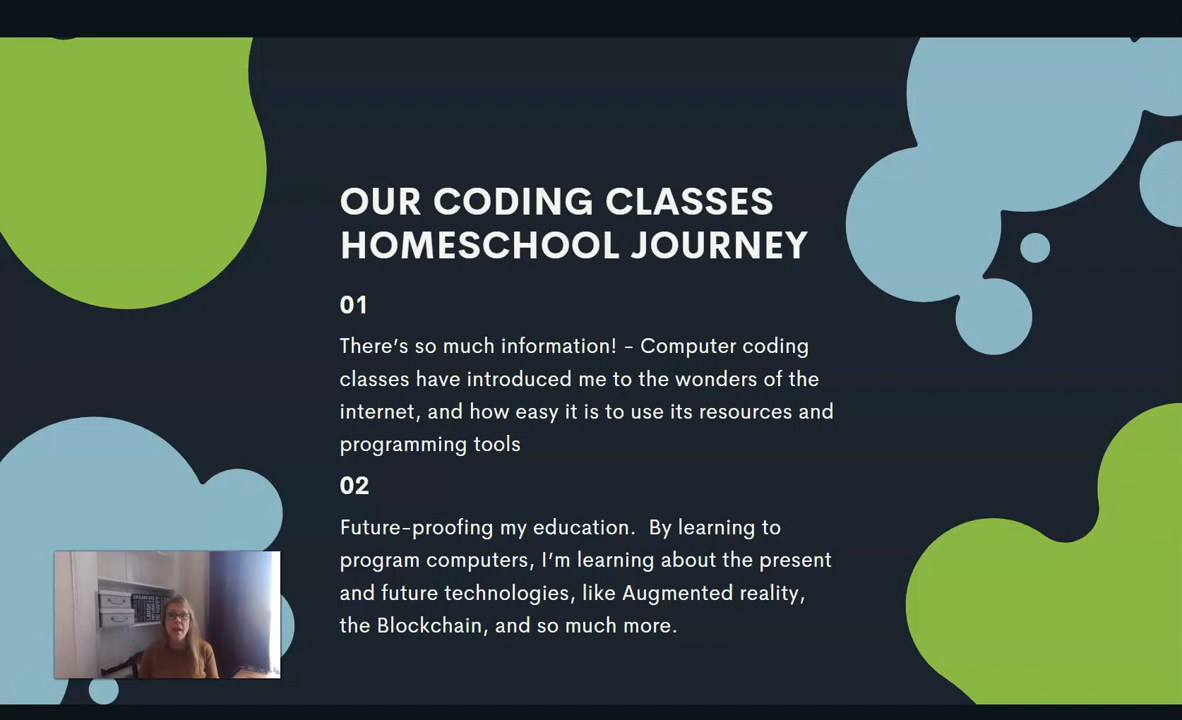 OUR CODING CLASSES
HOMESCHOOL JOURNEY
01
There's so much information! - Computer coding
classes have introduced me to the wonders of the
internet, and how easy it is to use its resources and
programming tools
02
Future-proofing my education.  By learning to
program computers, I'm learning about the present
and future technologies, like Augmented reality,
the Blockchain, and so much more.